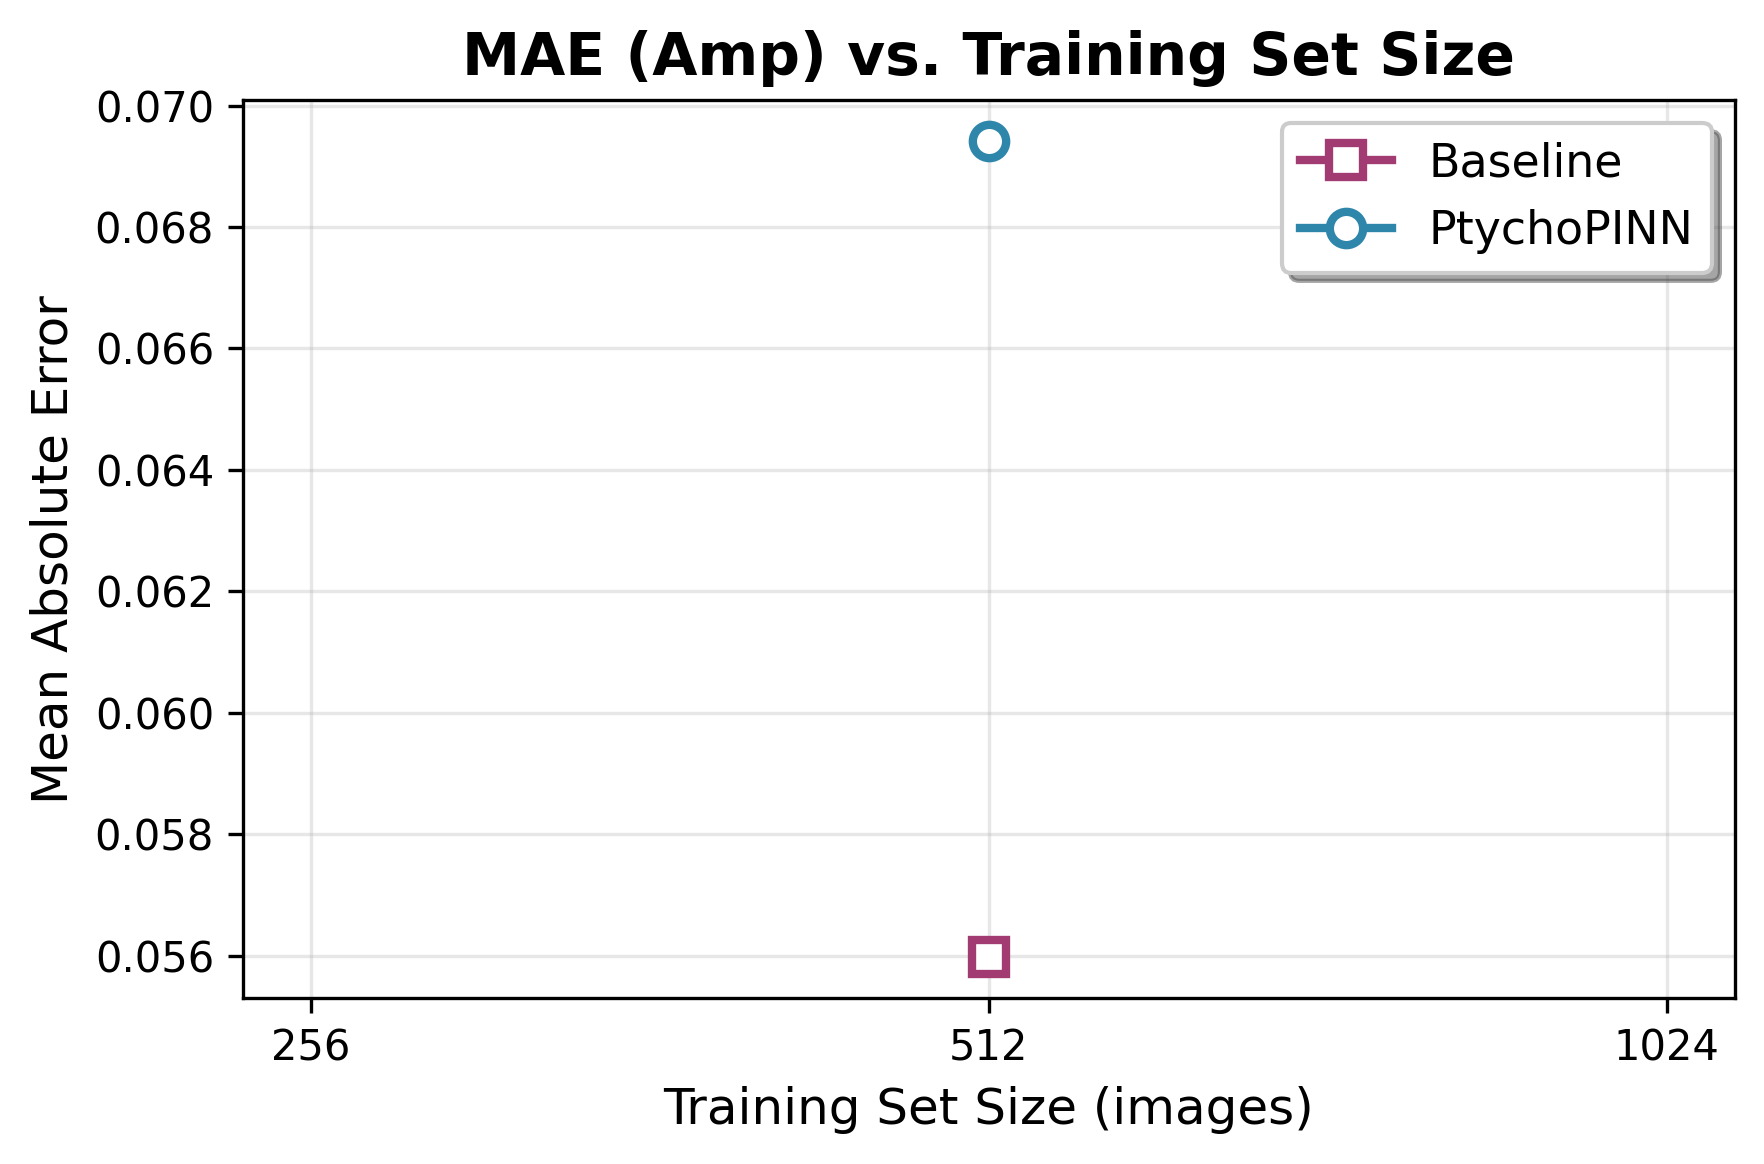 MAE (Amp) vs. Training Set Size
Baseline
PtychoPINN
Mean Absolute Error
0.070
0.068
0.066
0.064
0.062
0.060
0.058
0.056
256
512
1024
Training Set Size (images)